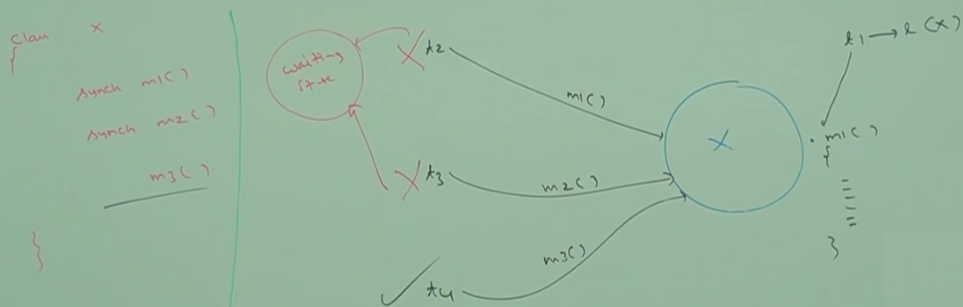 Class X
{
synch m1()
synch m2()
m3()
}
waiting
state
X t2
m1()
X t3
m2()
t4
m3()
X
t1 → l(X)
. m1()
{
}